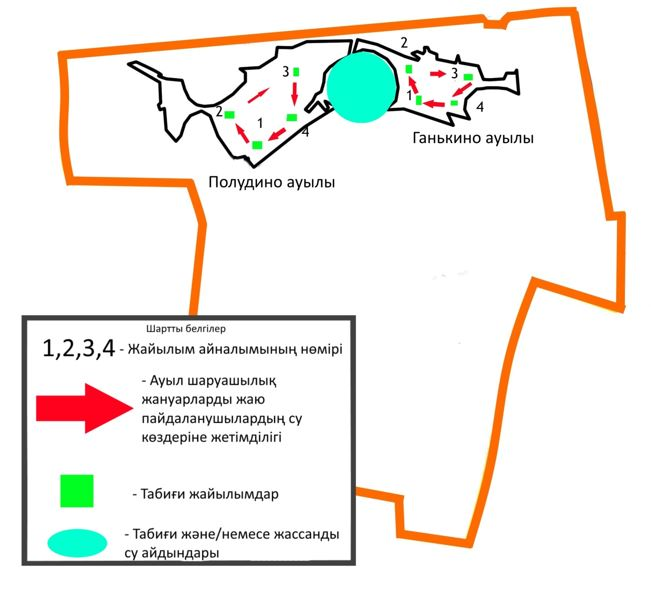 2
3
3
2
1
4
1
4
Ганькино ауылы
Полудино ауылы
Шартты белгілер
1,2,3,4 - Жайылым айналымының нөмірі
- Ауыл шаруашылық
жануарларды жаю
пайдаланушылардың су
көздеріне жетімділігі
- Табиғи жайылымдар
- Табиғи және/немесе жассанды
су айдындары